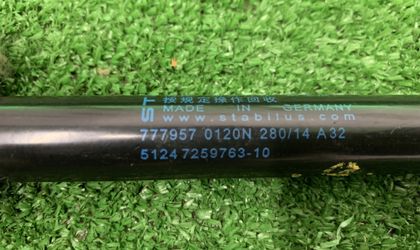 ST
按规定操作回收
MADE IN GERMANY
www.stabilus.com
777957 0120N 280/14 A32
5124 7259763-10